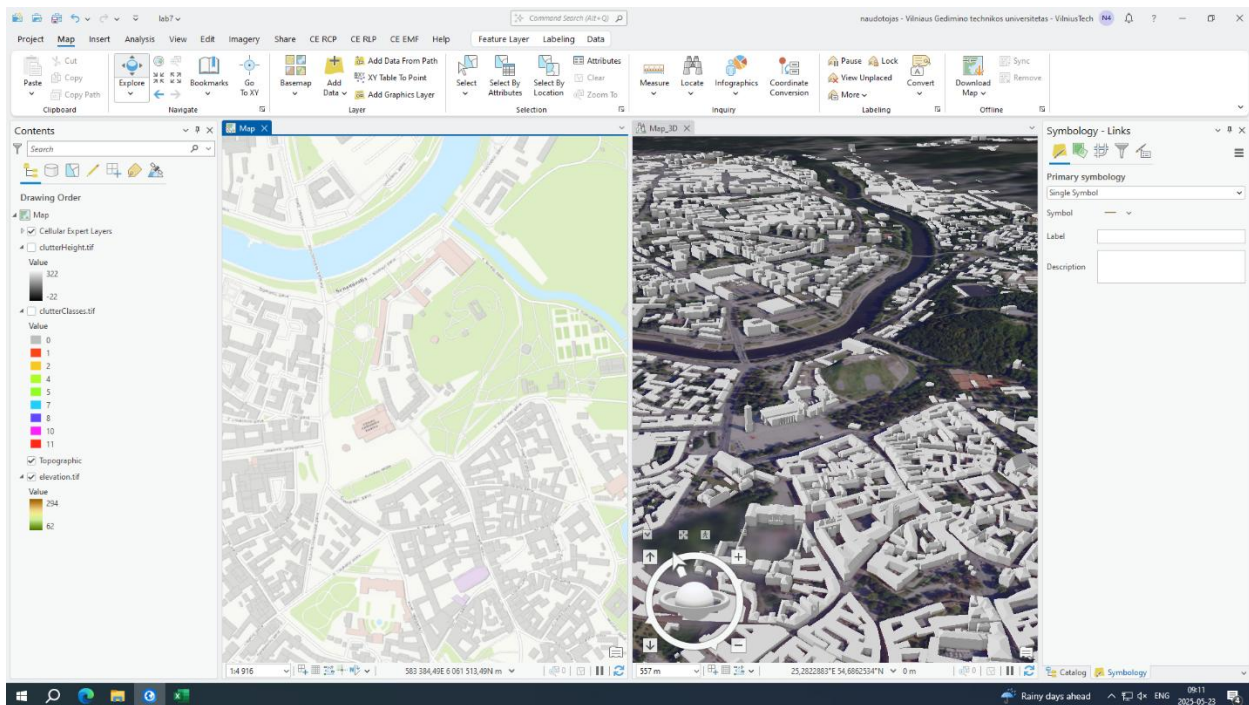 lab7
Command Search (Alt+Q)
naudotojas - Vilniaus Gedimino technikos universitetas - VilniusTech
Project Map Insert Analysis View Edit Imagery Share CE RCP CE RLP CE EMF Help Feature Layer Labeling Data
Paste
Cut
Copy
Copy Path
Clipboard
Explore
Bookmarks
Go To XY
Navigate
Basemap
Add Data
Add Data From Path
XY Table To Point
Add Graphics Layer
Layer
Select
Select By Attributes
Select By Location
Attributes
Clear
Zoom To
Selection
Measure
Locate
Infographics
Coordinate Conversion
Inquiry
Pause
Lock
View Unplaced
More
Convert
Labeling
Download Map
Sync
Remove
Offline
Contents
Search
Drawing Order
Map
Cellular Expert Layers
clutterHeight.tif
Value
322
-22
clutterClasses.tif
Value
0
1
2
4
5
7
8
10
11
Topographic
elevation.tif
Value
294
62
Map
1:4 916
583 384,49E 6 061 513,49N m
Map_3D
557 m
25,2822883°E 54,6862534°N
0 m
Symbology - Links
Primary symbology
Single Symbol
Symbol
Label
Description
Catalog
Symbology
Rainy days ahead
ENG
09:11
2025-05-23